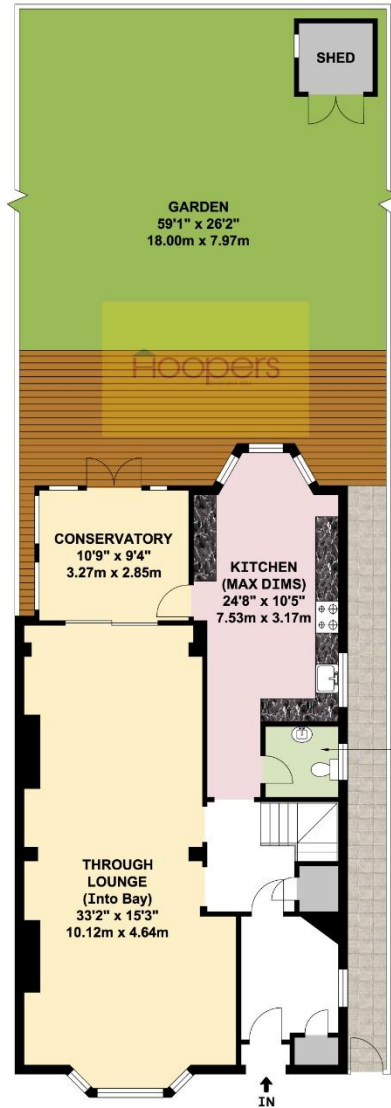 SHED
GARDEN
59'1" x 26'2"
18.00m x 7.97m
Hoopers
CONSERVATORY
10'9" x 9'4"
3.27m x 2.85m
KITCHEN
(MAX DIMS)
24'8" x 10'5"
7.53m x 3.17m
THROUGH
LOUNGE
(Into Bay)
33'2" x 15'3"
10.12m x 4.64m
IN